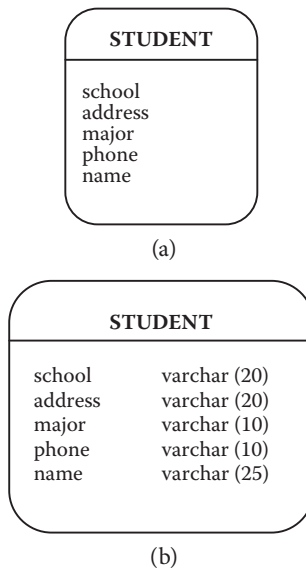 STUDENT
school
address
major
phone
name
(a)
STUDENT
school varchar (20)
address varchar (20)
major varchar (10)
phone varchar (10)
name varchar (25)
(b)